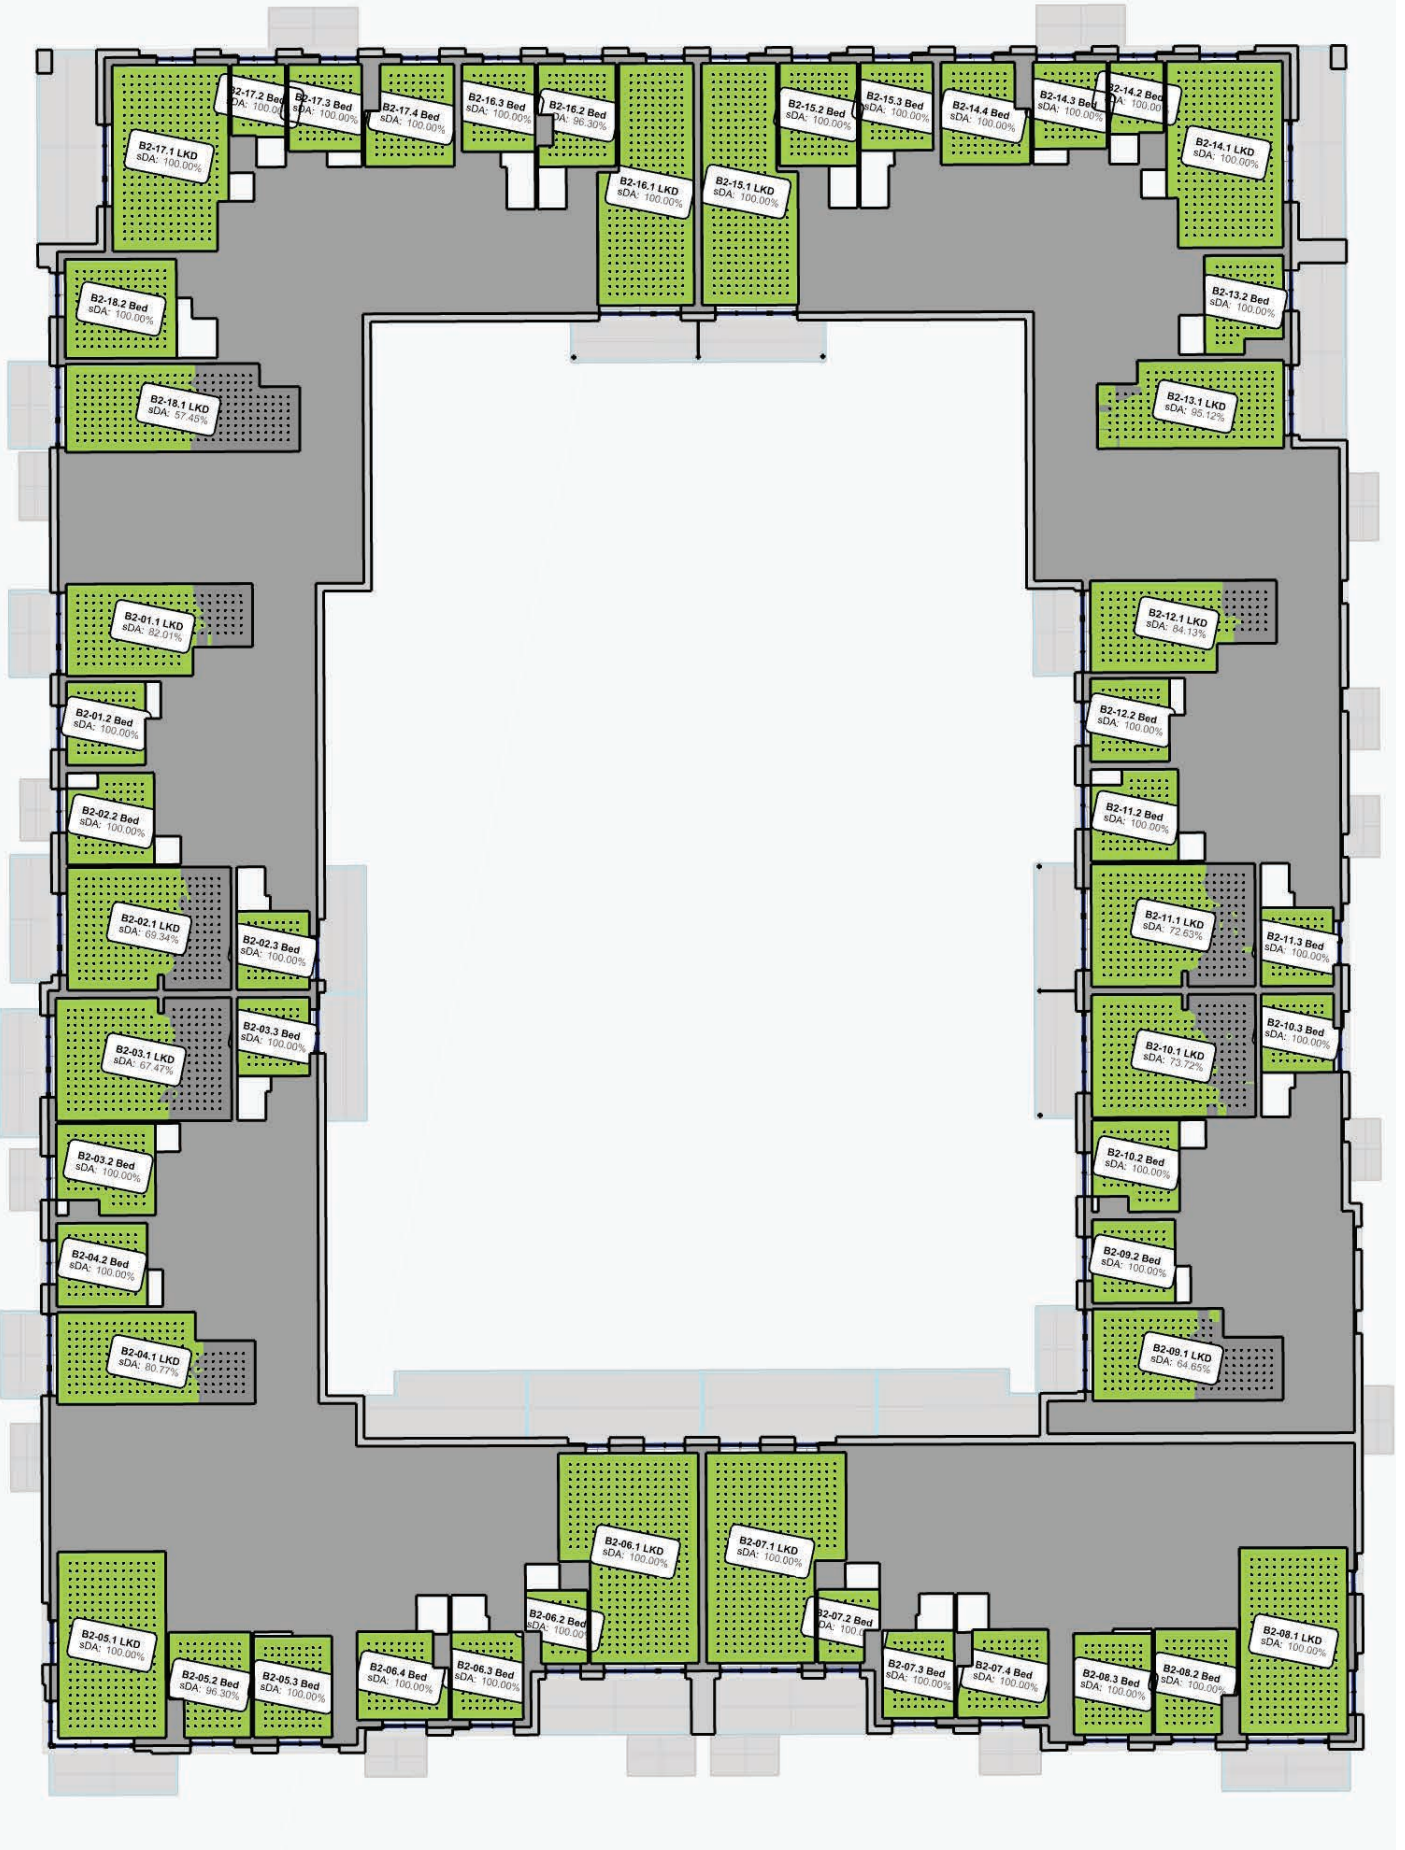 B2-17.1 LKD
sDA: 100.00%
B2-17.2 Bed
sDA: 100.00%
B2-17.3 Bed
sDA: 100.00%
B2-17.4 Bed
sDA: 100.00%
B2-16.3 Bed
sDA: 100.00%
B2-16.2 Bed
sDA: 96.30%
B2-16.1 LKD
sDA: 100.00%
B2-15.1 LKD
sDA: 100.00%
B2-15.2 Bed
sDA: 100.00%
B2-15.3 Bed
sDA: 100.00%
B2-14.4 Bed
sDA: 100.00%
B2-14.3 Bed
sDA: 100.00%
B2-14.2 Bed
sDA: 100.00%
B2-14.1 LKD
sDA: 100.00%
B2-18.2 Bed
sDA: 100.00%
B2-13.2 Bed
sDA: 100.00%
B2-18.1 LKD
sDA: 57.45%
B2-13.1 LKD
sDA: 95.12%
B2-01.1 LKD
sDA: 82.01%
B2-12.1 LKD
sDA: 84.13%
B2-01.2 Bed
sDA: 100.00%
B2-12.2 Bed
sDA: 100.00%
B2-02.2 Bed
sDA: 100.00%
B2-11.2 Bed
sDA: 100.00%
B2-02.1 LKD
sDA: 69.34%
B2-02.3 Bed
sDA: 100.00%
B2-11.1 LKD
sDA: 72.63%
B2-11.3 Bed
sDA: 100.00%
B2-03.1 LKD
sDA: 67.47%
B2-03.3 Bed
sDA: 100.00%
B2-10.1 LKD
sDA: 73.72%
B2-10.3 Bed
sDA: 100.00%
B2-03.2 Bed
sDA: 100.00%
B2-10.2 Bed
sDA: 100.00%
B2-04.2 Bed
sDA: 100.00%
B2-09.2 Bed
sDA: 100.00%
B2-04.1 LKD
sDA: 80.77%
B2-09.1 LKD
sDA: 64.65%
B2-06.1 LKD
sDA: 100.00%
B2-07.1 LKD
sDA: 100.00%
B2-05.1 LKD
sDA: 100.00%
B2-05.2 Bed
sDA: 96.30%
B2-05.3 Bed
sDA: 100.00%
B2-06.4 Bed
sDA: 100.00%
B2-06.3 Bed
sDA: 100.00%
B2-06.2 Bed
sDA: 100.00
B2-07.2 Bed
sDA: 100.0
B2-07.3 Bed
sDA: 100.00%
B2-07.4 Bed
sDA: 100.00%
B2-08.3 Bed
sDA: 100.00%
B2-08.2 Bed
sDA: 100.00%
B2-08.1 LKD
sDA: 100.00%